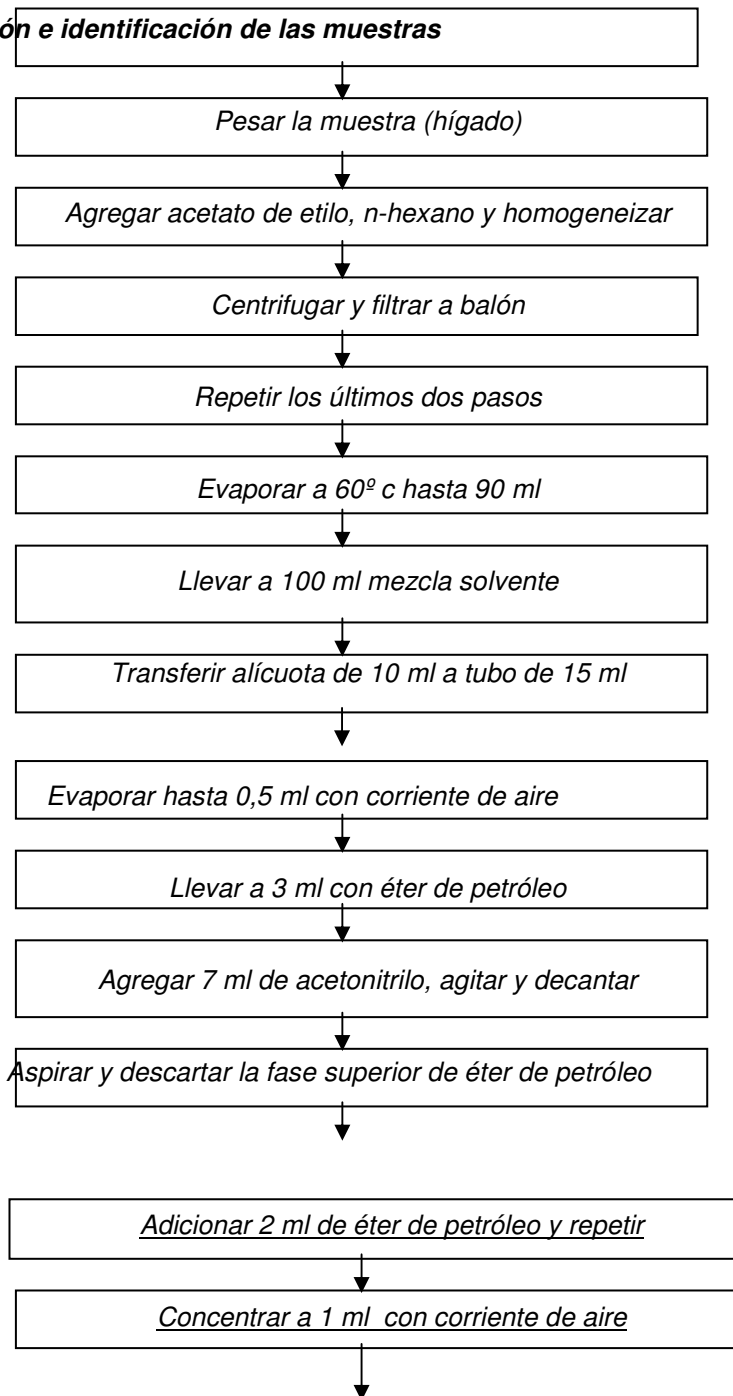 ón e identificación de las muestras
Pesar la muestra (hígado)
Agregar acetato de etilo, n-hexano y homogeneizar
Centrifugar y filtrar a balón
Repetir los últimos dos pasos
Evaporar a 60º c hasta 90 ml
Llevar a 100 ml mezcla solvente
Transferir alícuota de 10 ml a tubo de 15 ml
Evaporar hasta 0,5 ml con corriente de aire
Llevar a 3 ml con éter de petróleo
Agregar 7 ml de acetonitrilo, agitar y decantar
Aspirar y descartar la fase superior de éter de petróleo
Adicionar 2 ml de éter de petróleo y repetir
Concentrar a 1 ml con corriente de aire